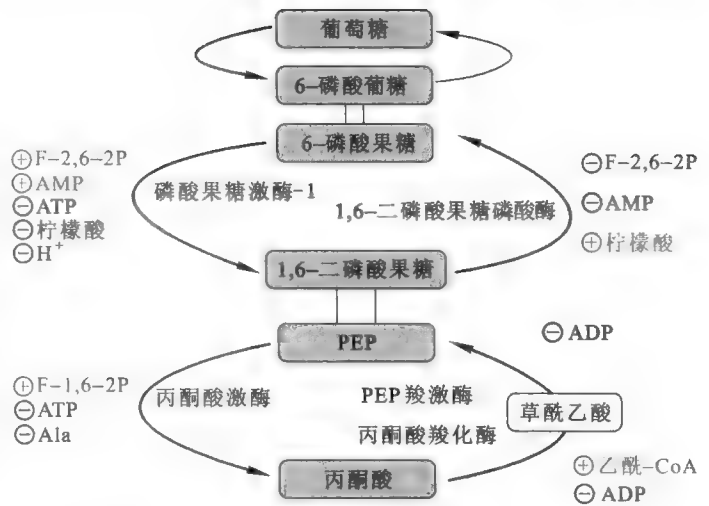 葡萄糖
6-磷酸葡糖
6-磷酸果糖
⊕F-2,6-2P
⊕AMP
⊖ATP
⊖柠檬酸
⊖H⁺
磷酸果糖激酶-1
1,6-二磷酸果糖磷酸酶
⊖F-2,6-2P
⊖AMP
⊕柠檬酸
1,6-二磷酸果糖
PEP
⊖ADP
⊕F-1,6-2P
⊖ATP
⊖Ala
丙酮酸激酶
PEP羧激酶
丙酮酸羧化酶
草酰乙酸
丙酮酸
⊕乙酰-CoA
⊖ADP